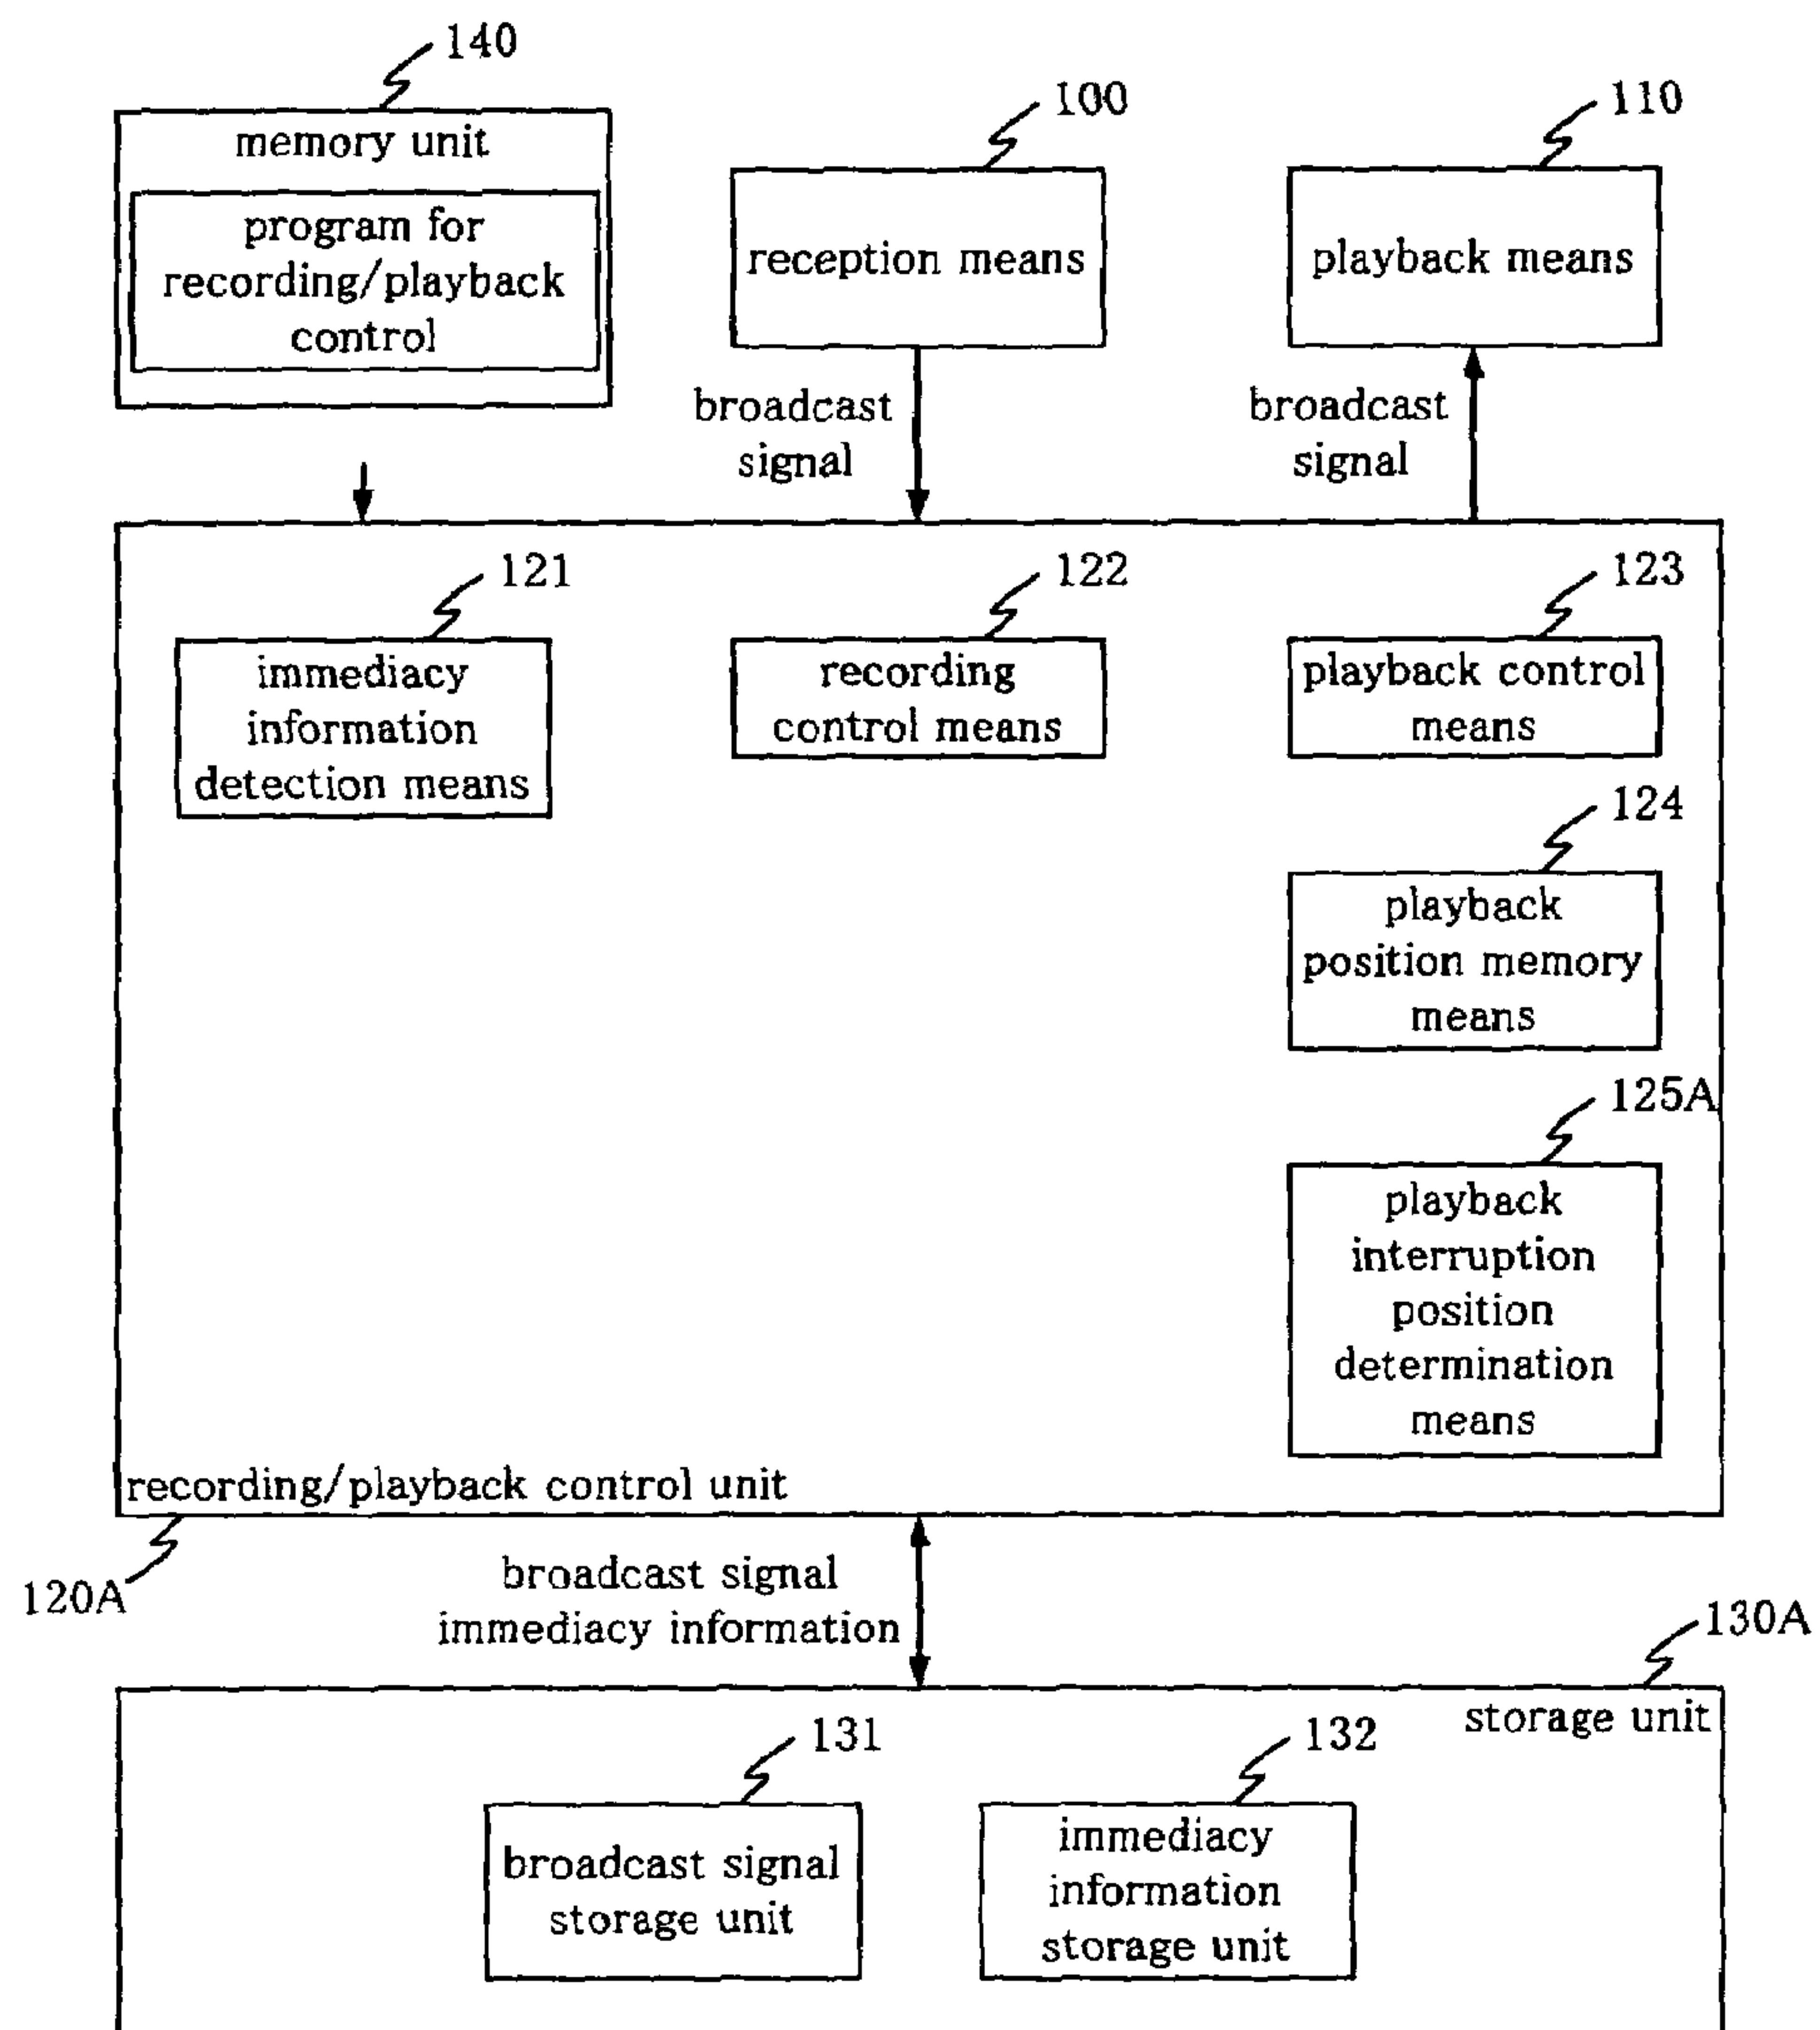 140
memory unit
program for
recording/playback
control
100
reception means
110
playback means
broadcast
signal
broadcast
signal
121
immediacy
information
detection means
122
recording
control means
123
playback control
means
124
playback
position memory
means
125A
playback
interruption
position
determination
means
recording/playback control unit
120A
broadcast signal
immediacy information
130A
storage unit
131
broadcast signal
storage unit
132
immediacy
information
storage unit